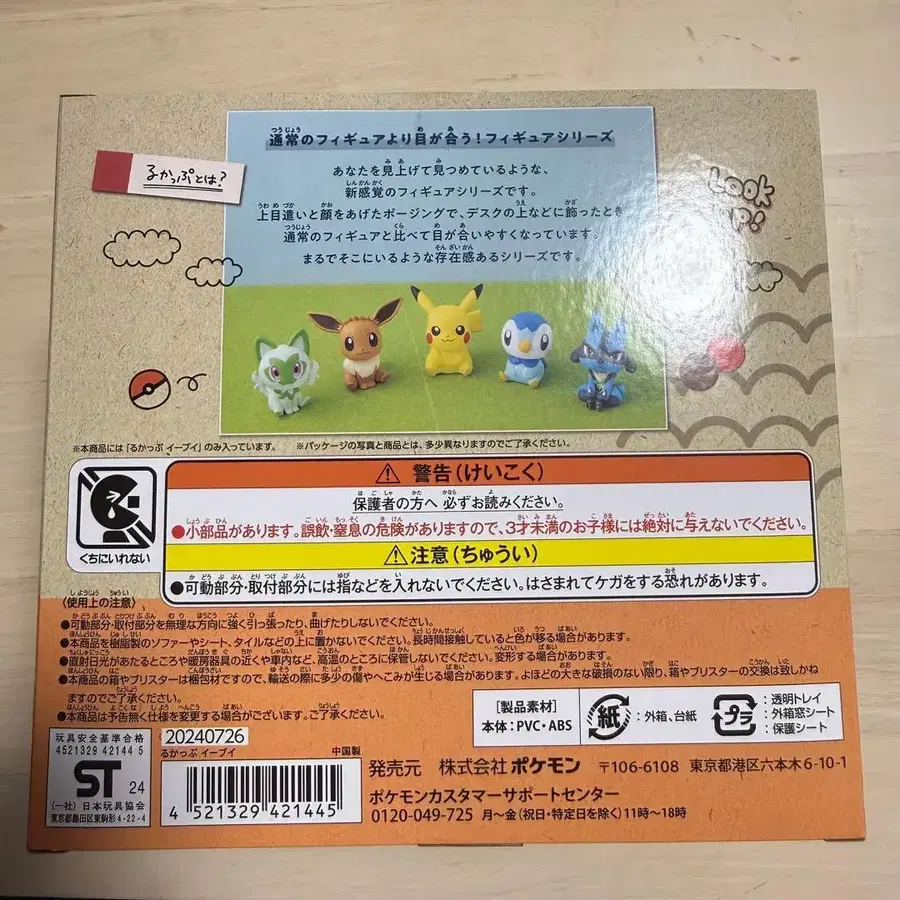 通常のフィギュアより目が合う！フィギュアシリーズ
るかっぷとは？
あなたを見上げて見つめているような、
新感覚のフィギュアシリーズです。
上目遣いと顔をあげたポージングで、デスクの上などに飾ったとき
通常のフィギュアと比べて目が合いやすくなっています。
まるでそこにいるような存在感あるシリーズです。
Look
UP!
※本商品には「るかっぷ イーブイ」のみ入っています。 ※パッケージの写真と商品とは、多少異なりますのでご了承ください。
くちにいれない
⚠警告(けいこく)
保護者の方へ 必ずお読みください。
●小部品があります。誤飲・窒息の危険がありますので、3才未満のお子様には絶対に与えないでください。
⚠注意(ちゅうい)
●可動部分・取付部分には指などを入れないでください。はさまれてケガをする恐れがあります。
〈使用上の注意〉
●可動部分・取付部分を無理な方向に強く引っ張ったり、曲げたりしないでください。
●本商品を樹脂製のソファーやシート、タイルなどの上に置かないでください。長時間接触していると色が移る場合があります。
●直射日光があたるところや暖房器具の近くや車内など、高温のところに保管しないでください。変形する場合があります。
●本商品の箱やブリスターは梱包材ですので、輸送の際に多少の傷やへこみが生じる場合があります。よほどの大きな破損のない限り、箱やブリスターの交換は致しかね
ますのでご了承ください。
●本商品は予告無く仕様を変更する場合がございます。ご了承ください。
[製品素材]
本体：PVC・ABS
紙
：外箱、台紙
プラ
：透明トレイ
：外箱窓シート
：保護シート
玩具安全基準合格
4521329 42144 5
ST 24
(一社)日本玩具協会
東京都墨田区東駒形4-22-4
20240726
るかっぷ イーブイ 中国製
4 521329 421445
発売元 株式会社ポケモン 〒106-6108 東京都港区六本木6-10-1
ポケモンカスタマーサポートセンター
0120-049-725 月〜金(祝日・特定日を除く)11時〜18時